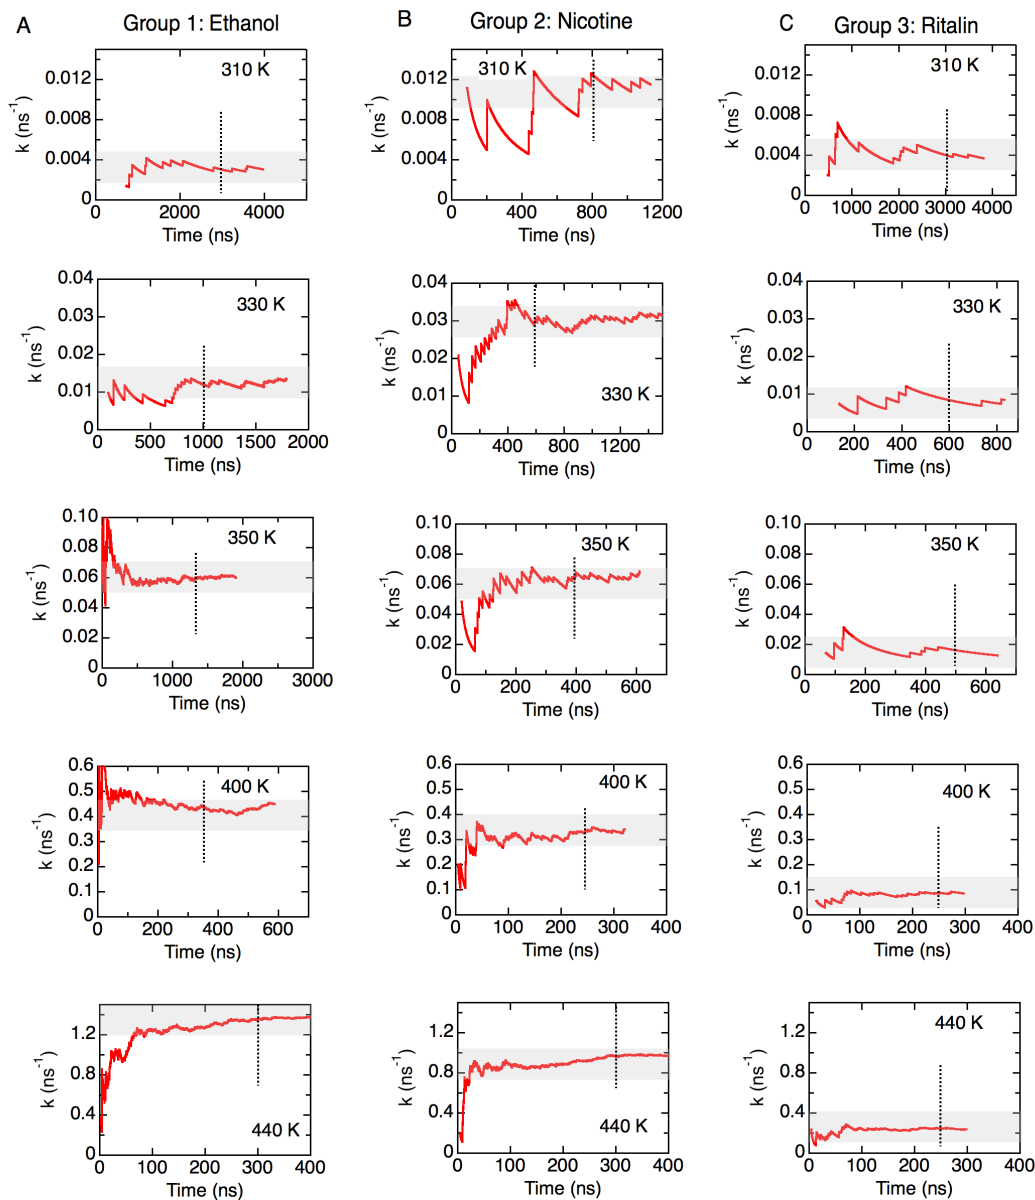 A
Group 1: Ethanol
B
Group 2: Nicotine
C
Group 3: Ritalin
310 K
0.012
0.008
0.004
0
k (ns-1)
0 2000 4000
Time (ns)
310 K
0.016
0.012
0.008
0.004
0
k (ns-1)
0 400 800 1200
Time (ns)
310 K
0.012
0.008
0.004
0
k (ns-1)
0 1000 2000 3000 4000
Time (ns)
330 K
0.04
0.03
0.02
0.01
0
k (ns-1)
0 500 1000 1500 2000
Time (ns)
330 K
0.04
0.03
0.02
0.01
0
k (ns-1)
0 400 800 1200
Time (ns)
330 K
0.04
0.03
0.02
0.01
0
k (ns-1)
0 200 400 600 800
Time (ns)
350 K
0.10
0.08
0.06
0.04
0.02
0
k (ns-1)
0 1000 2000 3000
Time (ns)
350 K
0.10
0.08
0.06
0.04
0.02
0
k (ns-1)
0 200 400 600
Time (ns)
350 K
0.10
0.08
0.06
0.04
0.02
0
k (ns-1)
0 200 400 600
Time (ns)
400 K
0.6
0.5
0.4
0.3
0.2
0.1
0
k (ns-1)
0 200 400 600
Time (ns)
400 K
0.6
0.5
0.4
0.3
0.2
0.1
0
k (ns-1)
0 100 200 300 400
Time (ns)
400 K
0.6
0.5
0.4
0.3
0.2
0.1
0
k (ns-1)
0 100 200 300 400
Time (ns)
440 K
1.2
0.8
0.4
0
k (ns-1)
0 100 200 300 400
Time (ns)
440 K
1.2
0.8
0.4
0
k (ns-1)
0 100 200 300 400
Time (ns)
440 K
1.2
0.8
0.4
0
k (ns-1)
0 100 200 300 400
Time (ns)